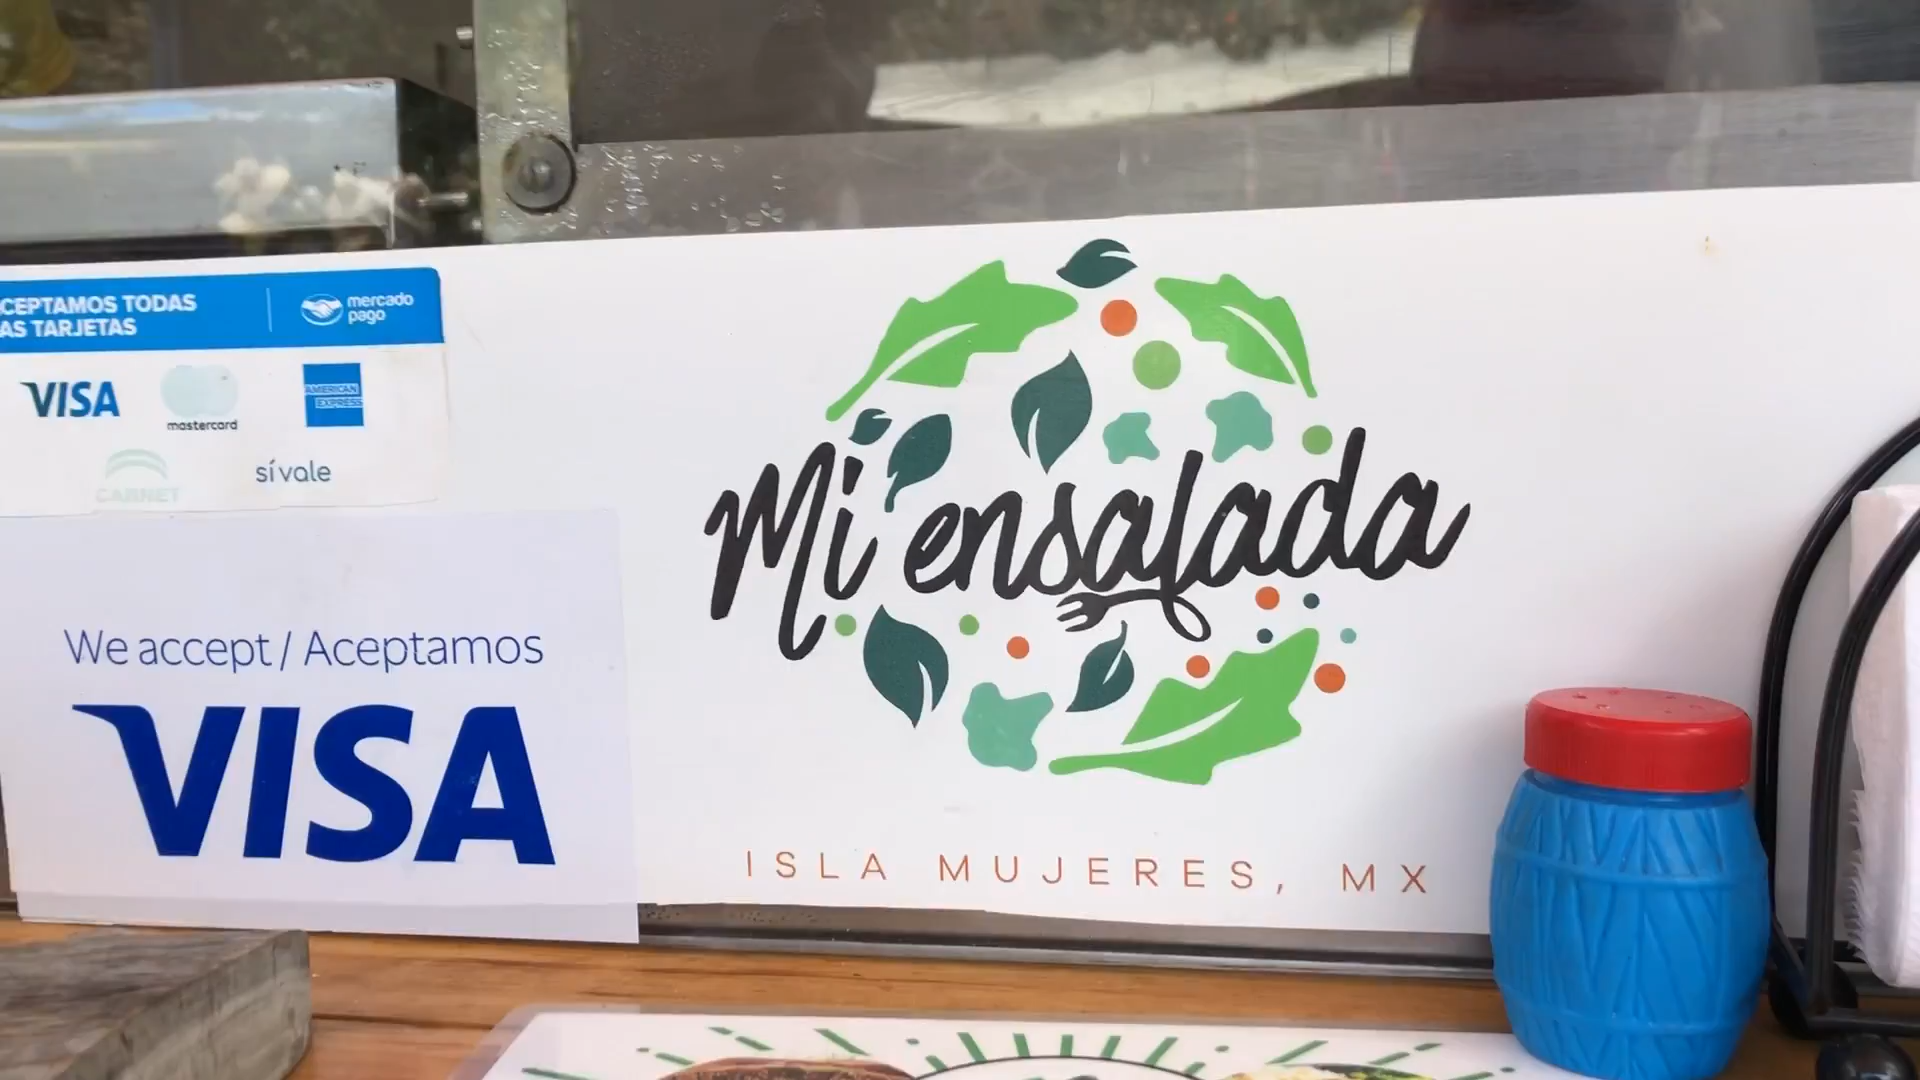 CEPTAMOS TODAS
AS TARJETAS
mercado
pago
VISA
mastercard
AMERICAN
EXPRESS
CARNET
sí vale
We accept / Aceptamos
VISA
Mi ensalada
ISLA MUJERES, MX